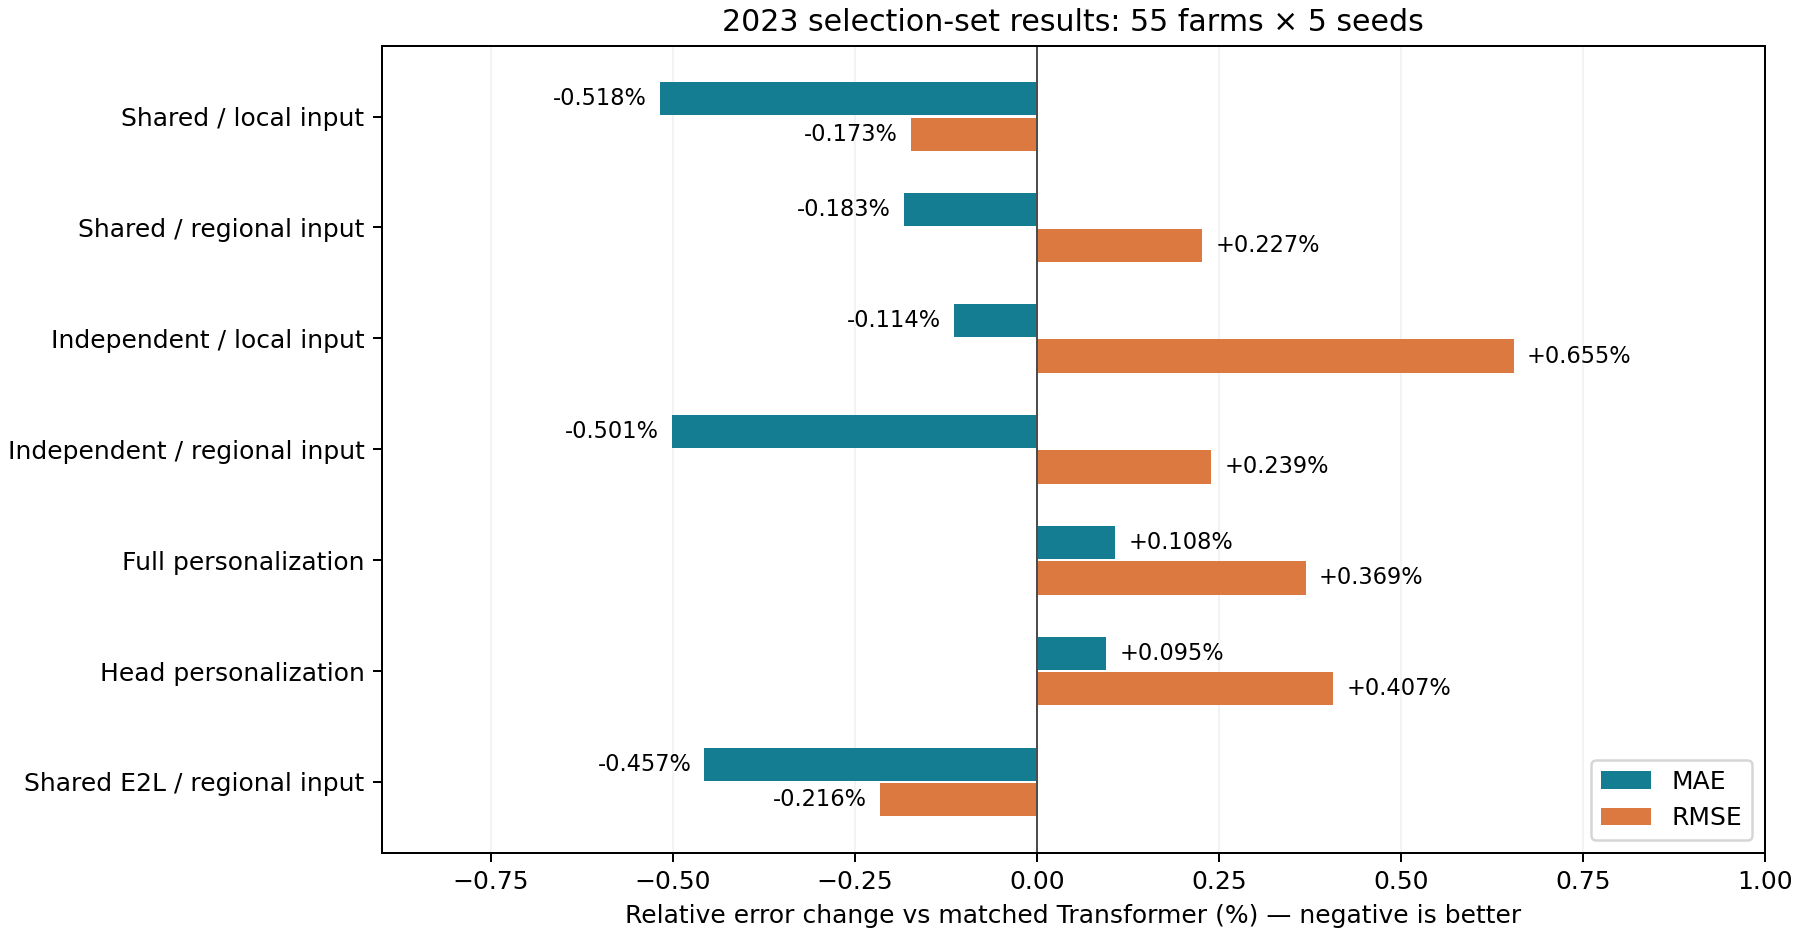 2023 selection-set results: 55 farms × 5 seeds
Shared / local input
-0.518%
-0.173%
Shared / regional input
-0.183%
+0.227%
Independent / local input
-0.114%
+0.655%
Independent / regional input
-0.501%
+0.239%
Full personalization
+0.108%
+0.369%
Head personalization
+0.095%
+0.407%
Shared E2L / regional input
-0.457%
-0.216%
MAE
RMSE
−0.75 −0.50 −0.25 0.00 0.25 0.50 0.75 1.00
Relative error change vs matched Transformer (%) — negative is better